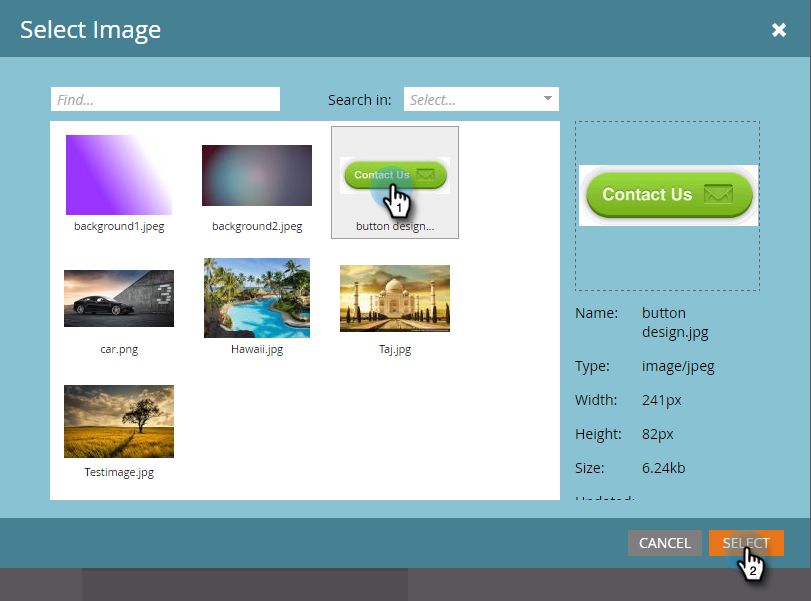 Select Image
Find...
Search in:
Select...
background1.jpeg
background2.jpeg
Contact Us
1
button design...
car.png
3
Hawaii.jpg
Taj.jpg
Testimage.jpg
Contact Us
Name: button
design.jpg
Type: image/jpeg
Width: 241px
Height: 82px
Size: 6.24kb
Updated:
CANCEL
SELECT
2